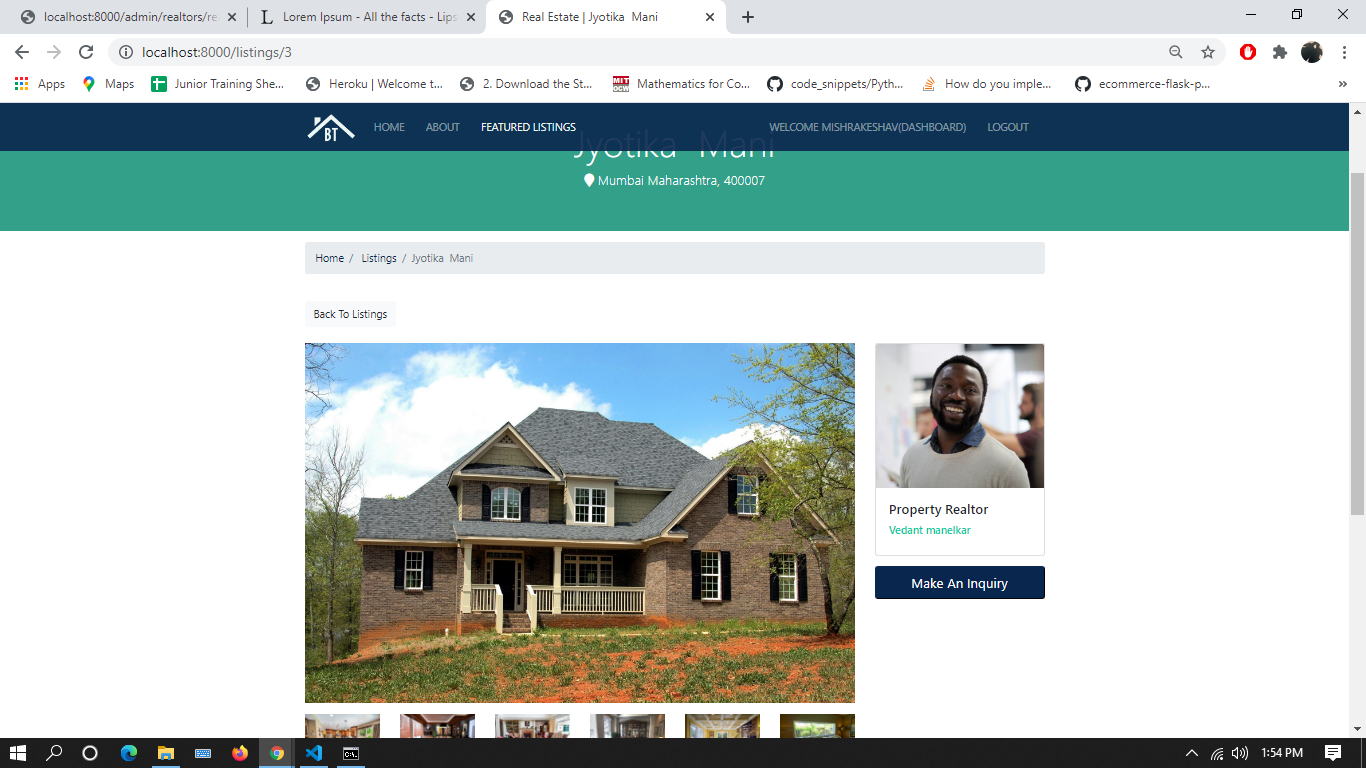 localhost:8000/admin/realtors/re
Lorem Ipsum - All the facts - Lips
Real Estate | Jyotika Mani
localhost:8000/listings/3
Apps
Maps
Junior Training She...
Heroku | Welcome t...
2. Download the St...
MIT OCW
Mathematics for Co...
code_snippets/Pyth...
How do you imple...
ecommerce-flask-p...
»
BT
HOME
ABOUT
FEATURED LISTINGS
WELCOME MISHRAKESHAV(DASHBOARD)
LOGOUT
Jyotika Mani
Mumbai Maharashtra, 400007
Home / Listings / Jyotika Mani
Back To Listings
Property Realtor
Vedant manelkar
Make An Inquiry
1:54 PM